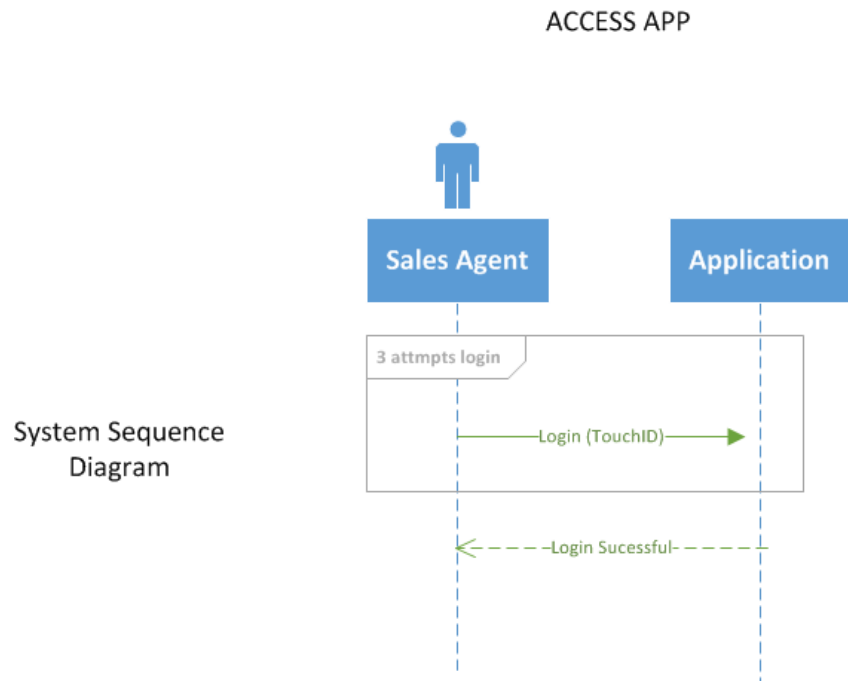 ACCESS APP
Sales Agent
Application
3 attmpts login
Login (TouchID)
System Sequence
Diagram
Login Sucessful